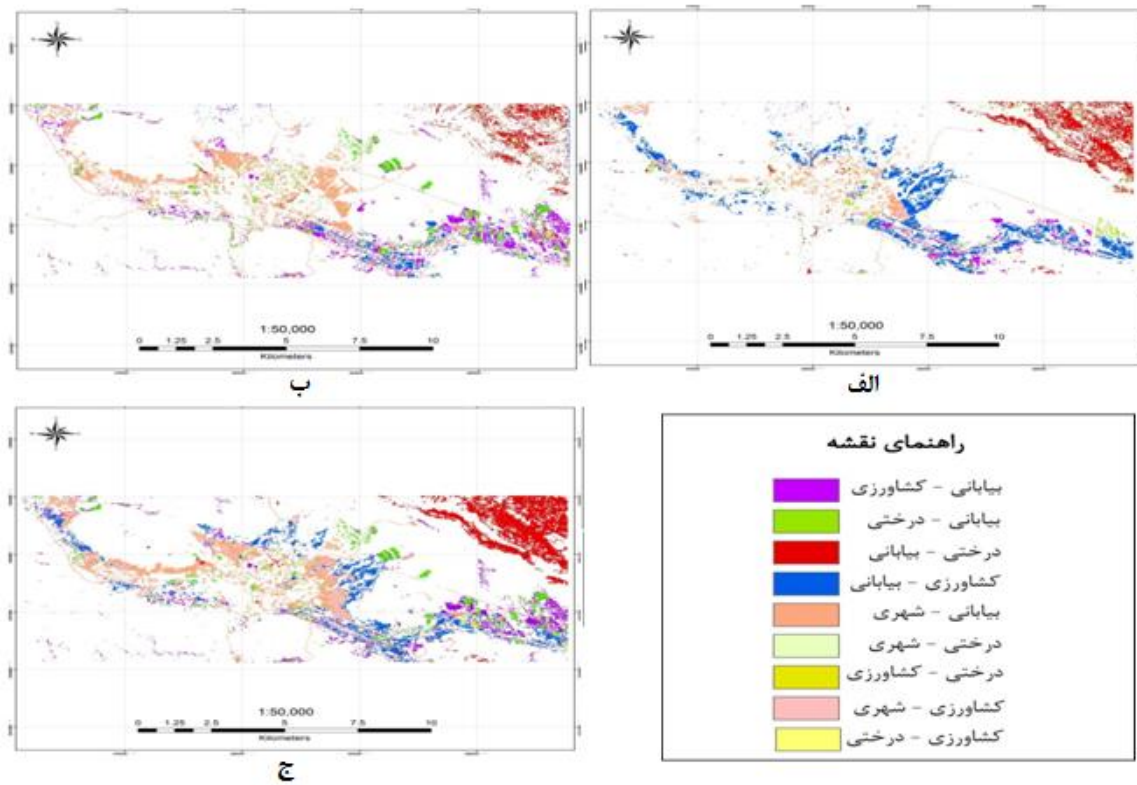 1:50,000
0 1.25 2.5 5 7.5 10
Kilometers
الف
1:50,000
0 1.25 2.5 5 7.5 10
Kilometers
ب
1:50,000
0 1.25 2.5 5 7.5 10
Kilometers
ج
راهنمای نقشه
بیابانی - کشاورزی
بیابانی - درختی
درختی - بیابانی
کشاورزی - بیابانی
بیابانی - شهری
درختی - شهری
درختی - کشاورزی
کشاورزی - شهری
کشاورزی - درختی